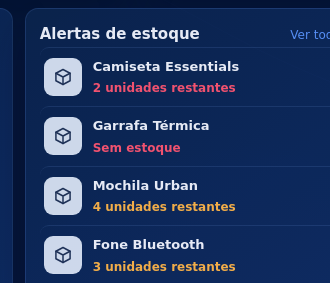 Alertas de estoque
Ver
Camiseta Essentials
2 unidades restantes
Garrafa Térmica
Sem estoque
Mochila Urban
4 unidades restantes
Fone Bluetooth
3 unidades restantes